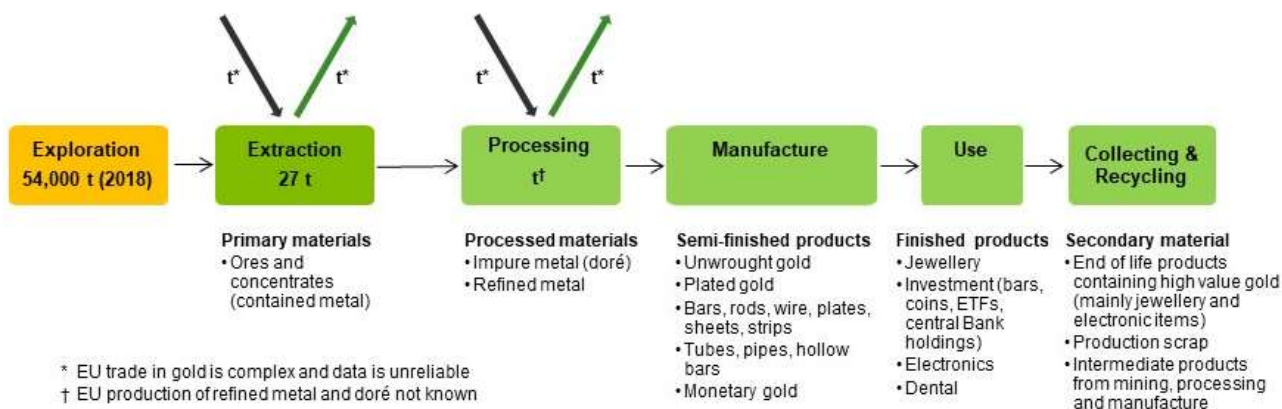 t*
t*
t*
t*
Exploration
54,000 t (2018)
Extraction
27 t
Processing
t†
Manufacture
Use
Collecting &
Recycling
Primary materials
• Ores and
concentrates
(contained metal)
Processed materials
• Impure metal (doré)
• Refined metal
Semi-finished products
• Unwrought gold
• Plated gold
• Bars, rods, wire, plates,
sheets, strips
• Tubes, pipes, hollow
bars
• Monetary gold
Finished products
• Jewellery
• Investment (bars,
coins, ETFs,
central Bank
holdings)
• Electronics
• Dental
Secondary material
• End of life products
containing high value gold
(mainly jewellery and
electronic items)
• Production scrap
• Intermediate products
from mining, processing
and manufacture
* EU trade in gold is complex and data is unreliable
† EU production of refined metal and doré not known